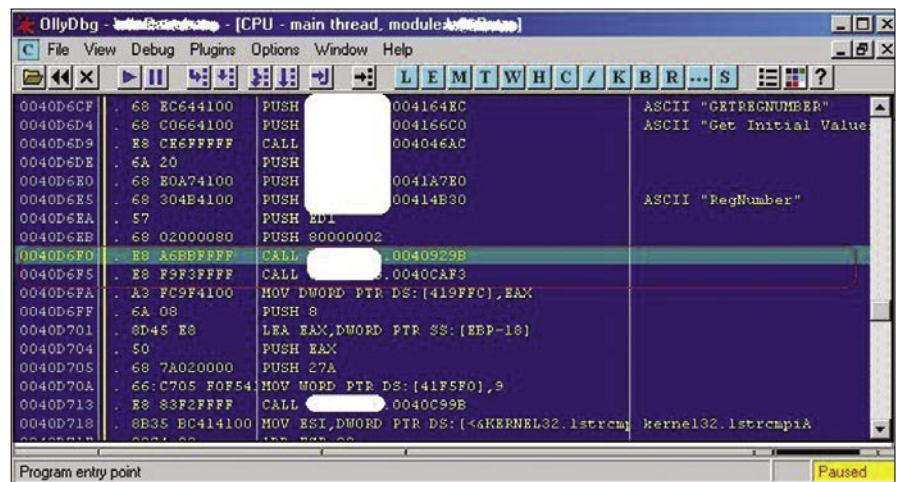 OllyDbg - - [CPU - main thread, module ]
C File View Debug Plugins Options Window Help
L E M T W H C / K B R ... S ?
0040D6CF . 68 EC644100 PUSH 004164EC ASCII "GETREGNUMBER"
0040D6D4 . 68 C0664100 PUSH 004166C0 ASCII "Get Initial Value
0040D6D9 . E8 CE6FFFFF CALL 004046AC
0040D6DE . 6A 20 PUSH
0040D6E0 . 68 E0A74100 PUSH 0041A7E0
0040D6E5 . 68 304B4100 PUSH 00414B30 ASCII "RegNumber"
0040D6EA . 57 PUSH EDI
0040D6EB . 68 02000080 PUSH 80000002
0040D6F0 . E8 A6BBFFFF CALL .0040929B
0040D6F5 . E8 F9F3FFFF CALL .0040CAF3
0040D6FA . A3 FC9F4100 MOV DWORD PTR DS:[419FFC],EAX
0040D6FF . 6A 08 PUSH 8
0040D701 . 8D45 E8 LEA EAX,DWORD PTR SS:[EBP-18]
0040D704 . 50 PUSH EAX
0040D705 . 68 7A020000 PUSH 27A
0040D70A . 66:C705 F0F541 MOV WORD PTR DS:[41F5F0],9
0040D713 . E8 83F2FFFF CALL .0040C99B
0040D718 . 8B35 BC414100 MOV ESI,DWORD PTR DS:[<&KERNEL32.lstrcmp kernel32.lstrcmpiA
Program entry point Paused